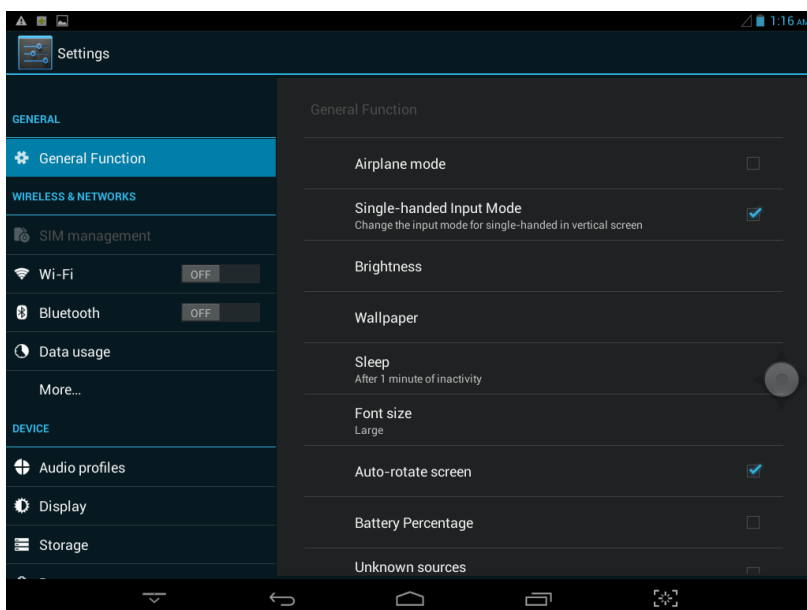 1:16 AM
Settings
GENERAL
General Function
WIRELESS & NETWORKS
SIM management
Wi-Fi
OFF
Bluetooth
OFF
Data usage
More...
DEVICE
Audio profiles
Display
Storage
General Function
Airplane mode
Single-handed Input Mode
Change the input mode for single-handed in vertical screen
Brightness
Wallpaper
Sleep
After 1 minute of inactivity
Font size
Large
Auto-rotate screen
Battery Percentage
Unknown sources